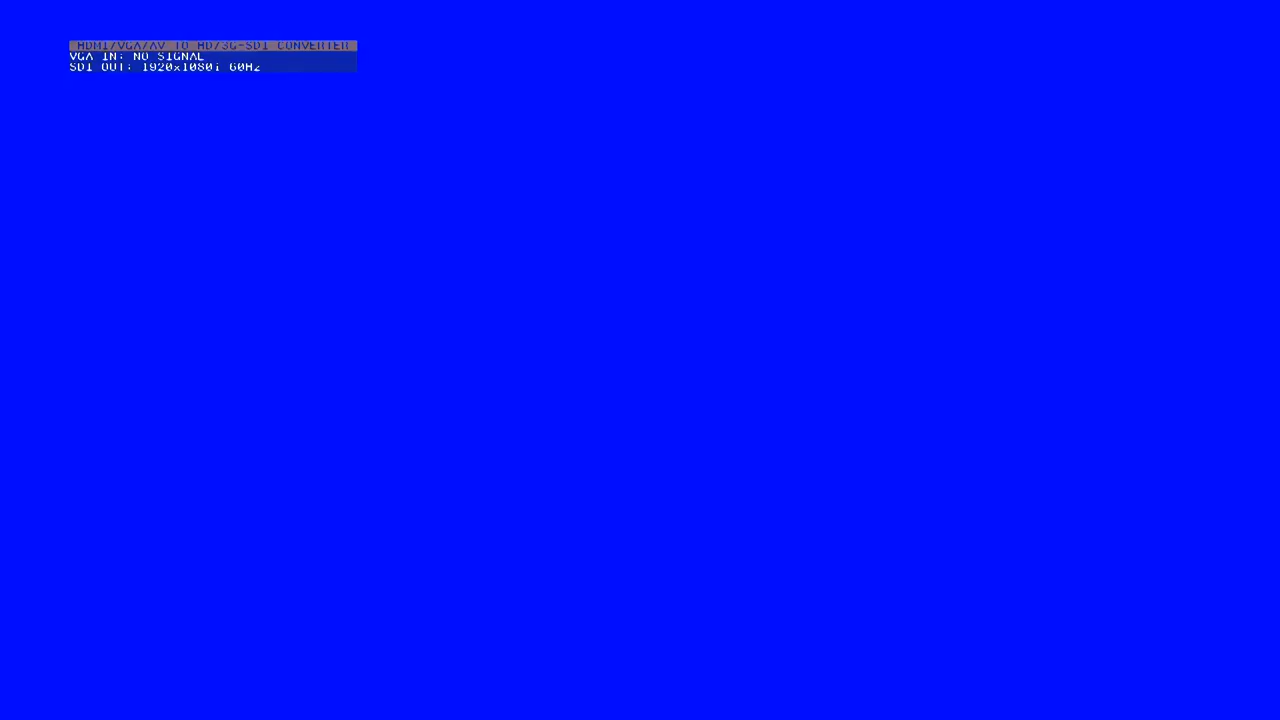 HDMI/VGA/AV TO HD/3G-SDI CONVERTER
VGA IN: NO SIGNAL
SDI OUT: 1920x1080i 60Hz